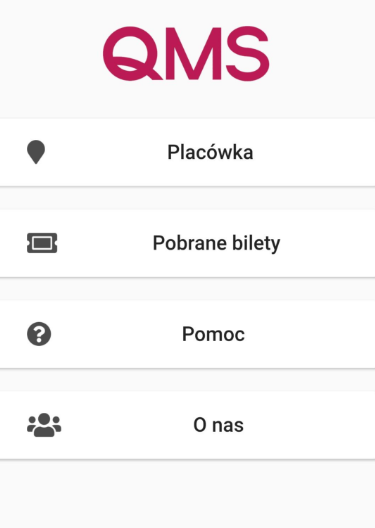 QMS
Placówka
Pobrane bilety
Pomoc
O nas